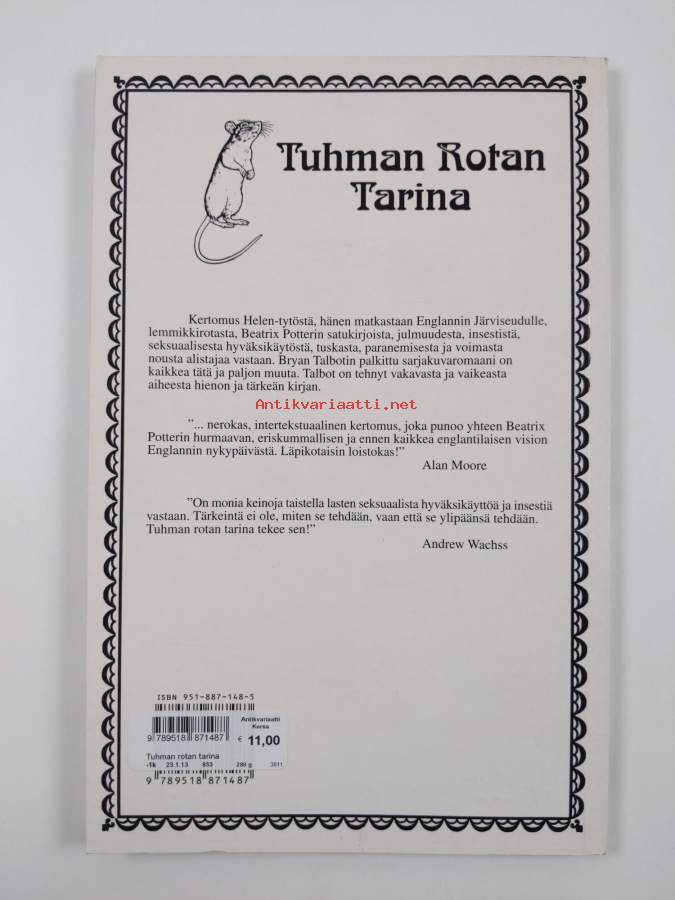 Tuhman Rotan
Tarina
Kertomus Helen-tytöstä, hänen matkastaan Englannin Järviseudulle,
lemmikkirotasta, Beatrix Potterin satukirjoista, julmuudesta, insestistä,
seksuaalisesta hyväksikäytöstä, tuskasta, paranemisesta ja voimasta
nousta alistajaa vastaan. Bryan Talbotin palkittu sarjakuvaromaani on
kaikkea tätä ja paljon muuta. Talbot on tehnyt vakavasta ja vaikeasta
aiheesta hienon ja tärkeän kirjan.
Antikvariaatti.net
”... nerokas, intertekstuaalinen kertomus, joka punoo yhteen Beatrix
Potterin hurmaavan, eriskummallisen ja ennen kaikkea englantilaisen vision
Englannin nykypäivästä. Läpikotaisin loistokas!”
Alan Moore
”On monia keinoja taistella lasten seksuaalista hyväksikäyttöä ja insestiä
vastaan. Tärkeintä ei ole, miten se tehdään, vaan että se ylipäänsä tehdään.
Tuhman rotan tarina tekee sen!”
Andrew Wachss
ISBN 951-887-148-5
Antikvariaatti
Kersa
9 789518 871487
€ 11,00
Tuhman rotan tarina
-1k 23.1.13 853 288 g 3011
9 789518 871487